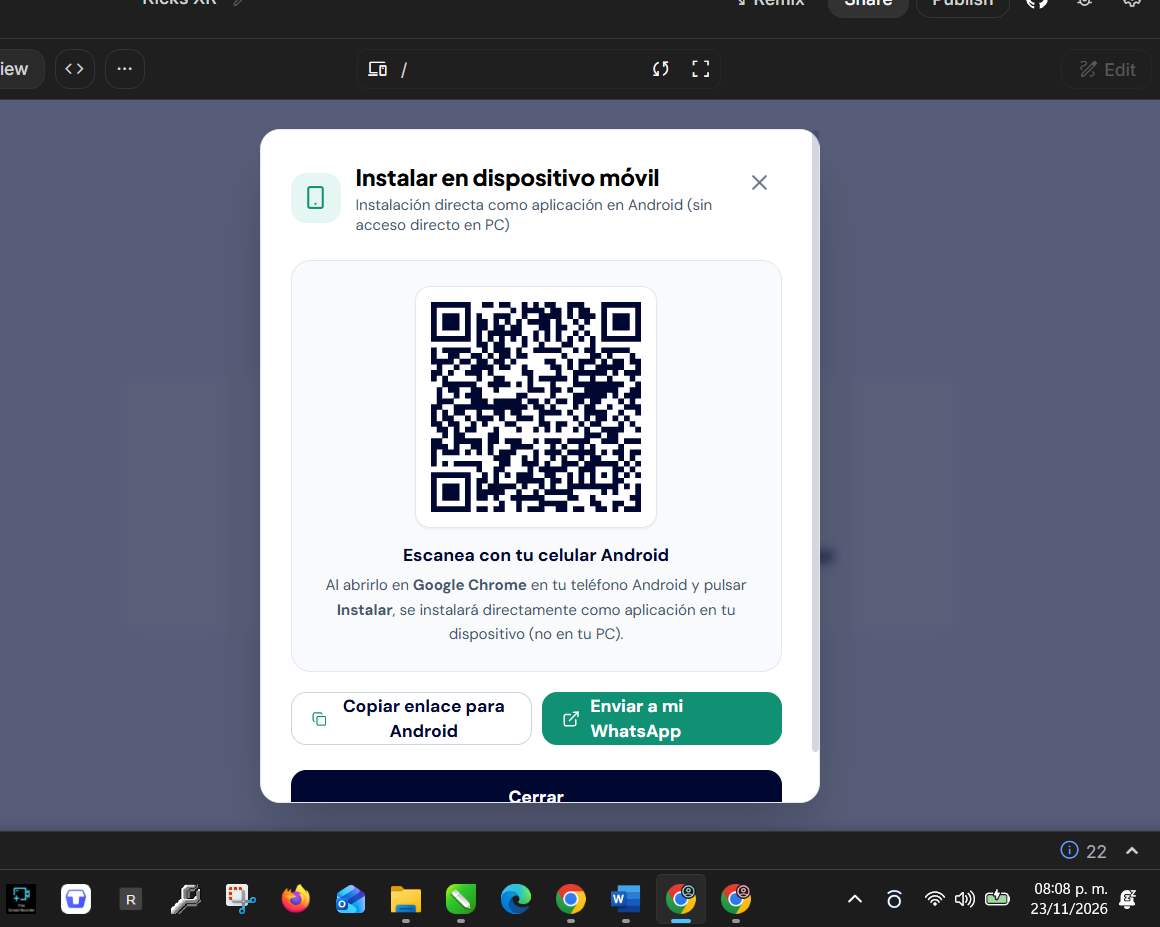 Kicks XR
Remix
Share
Publish
iew
/
Edit
Instalar en dispositivo móvil
Instalación directa como aplicación en Android (sin
acceso directo en PC)
Escanea con tu celular Android
Al abrirlo en Google Chrome en tu teléfono Android y pulsar
Instalar, se instalará directamente como aplicación en tu
dispositivo (no en tu PC).
Copiar enlace para
Android
Enviar a mi
WhatsApp
Cerrar
22
R
08:08 p. m.
23/11/2026